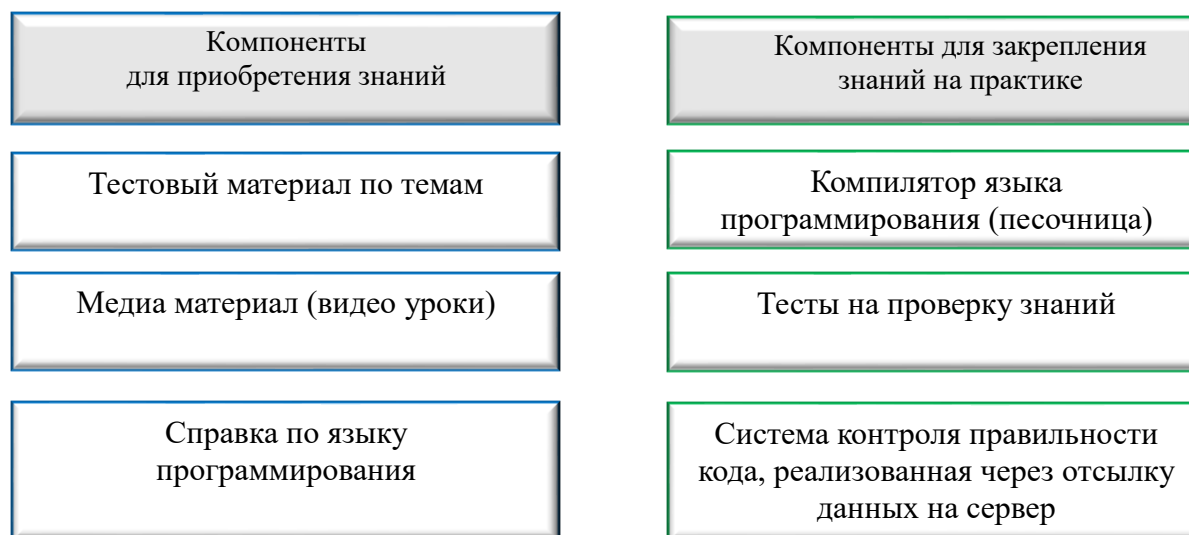 Компоненты
для приобретения знаний
Тестовый материал по темам
Медиа материал (видео уроки)
Справка по языку
программирования
Компоненты для закрепления
знаний на практике
Компилятор языка
программирования (песочница)
Тесты на проверку знаний
Система контроля правильности
кода, реализованная через отсылку
данных на сервер